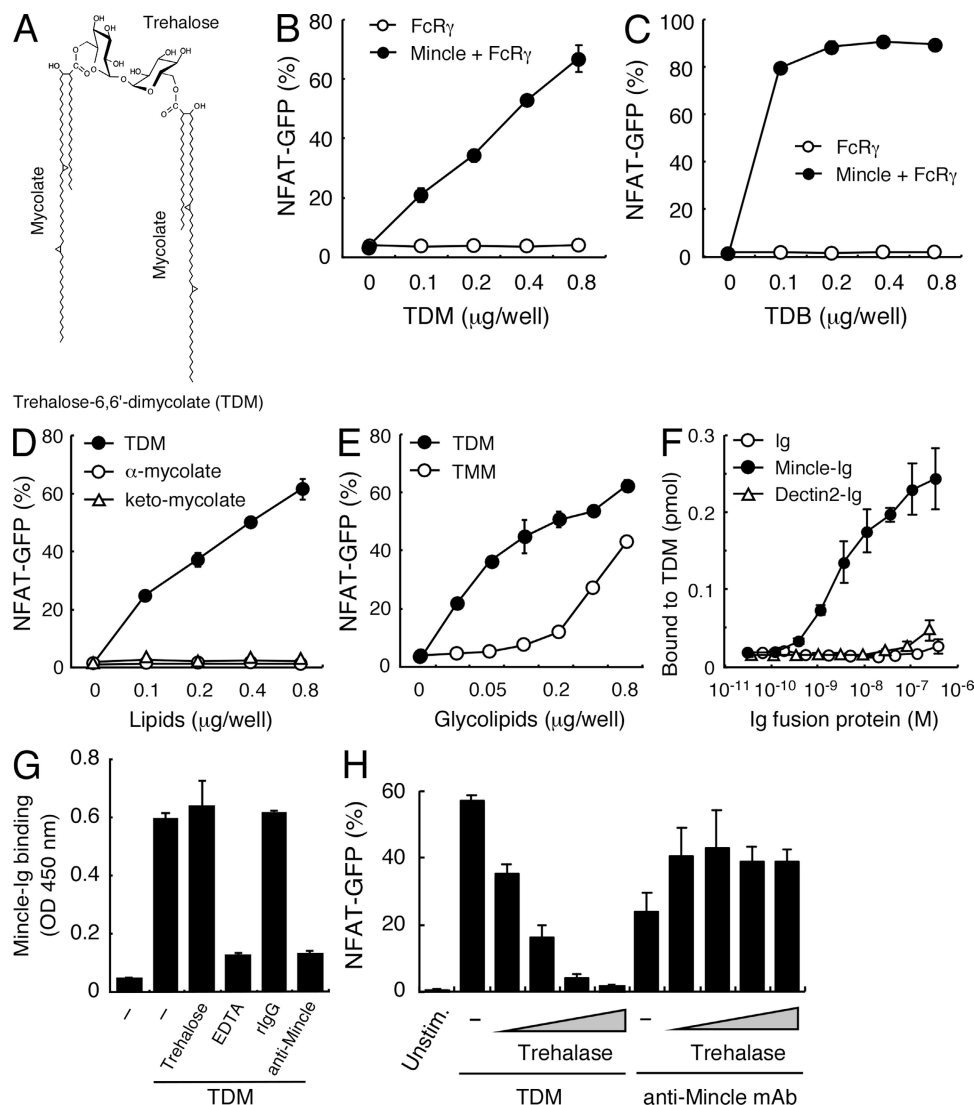 A
Trehalose
OH
HO
O
Mycolate
Mycolate
Trehalose-6,6'-dimycolate (TDM)
B
FcRγ
Mincle + FcRγ
NFAT-GFP (%)
80
60
40
20
0
0 0.1 0.2 0.4 0.8
TDM (μg/well)
C
FcRγ
Mincle + FcRγ
NFAT-GFP (%)
100
80
60
40
20
0
0 0.1 0.2 0.4 0.8
TDB (μg/well)
D
TDM
α-mycolate
keto-mycolate
NFAT-GFP (%)
80
60
40
20
0
0 0.1 0.2 0.4 0.8
Lipids (μg/well)
E
TDM
TMM
NFAT-GFP (%)
80
60
40
20
0
0 0.05 0.2 0.8
Glycolipids (μg/well)
F
Ig
Mincle-Ig
Dectin2-Ig
Bound to TDM (pmol)
0.3
0.2
0.1
0
10-11 10-10 10-9 10-8 10-7 10-6
Ig fusion protein (M)
G
Mincle-Ig binding
(OD 450 nm)
0.8
0.6
0.4
0.2
0
– – Trehalose EDTA rIgG anti-Mincle
TDM
H
NFAT-GFP (%)
60
40
20
0
Unstim. – –
Trehalase Trehalase
TDM anti-Mincle mAb